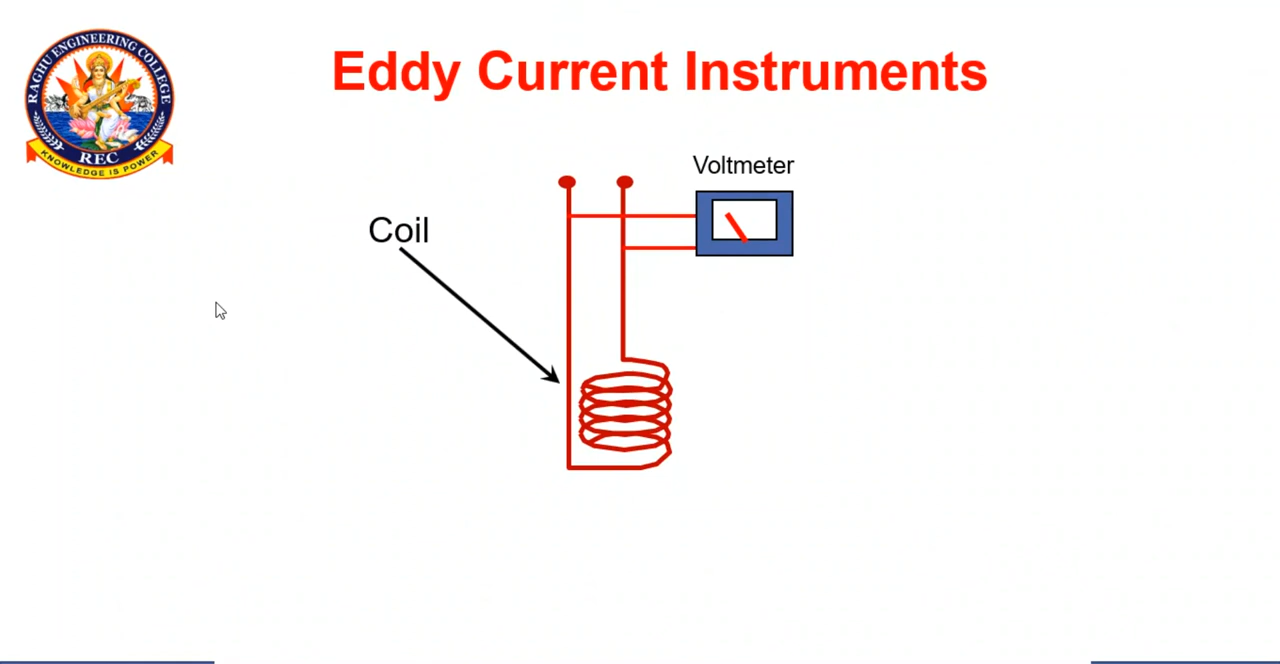 RAGHU ENGINEERING COLLEGE
REC
KNOWLEDGE IS POWER
Eddy Current Instruments
Voltmeter
Coil